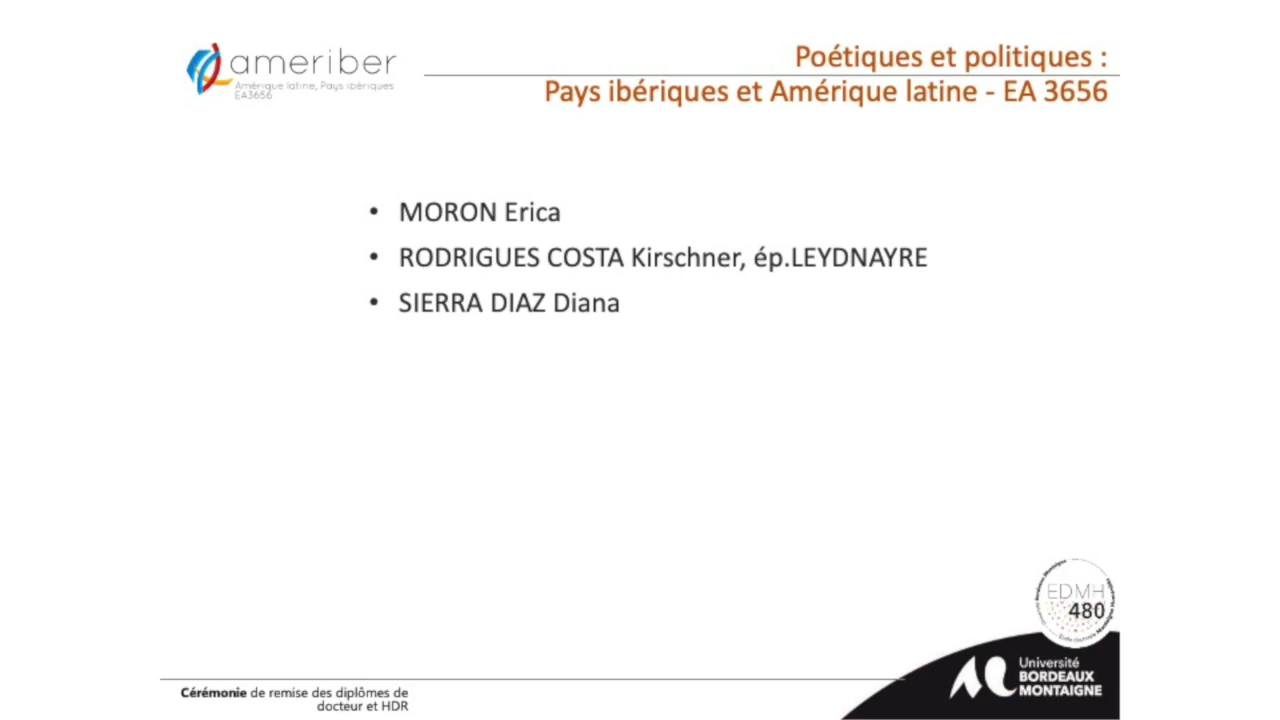 ameriber
Amérique latine, Pays ibériques
EA3656
Poétiques et politiques :
Pays ibériques et Amérique latine - EA 3656
• MORON Erica
• RODRIGUES COSTA Kirschner, ép.LEYDNAYRE
• SIERRA DIAZ Diana
EDMH
480
Cérémonie de remise des diplômes de
docteur et HDR
Université
BORDEAUX
MONTAIGNE